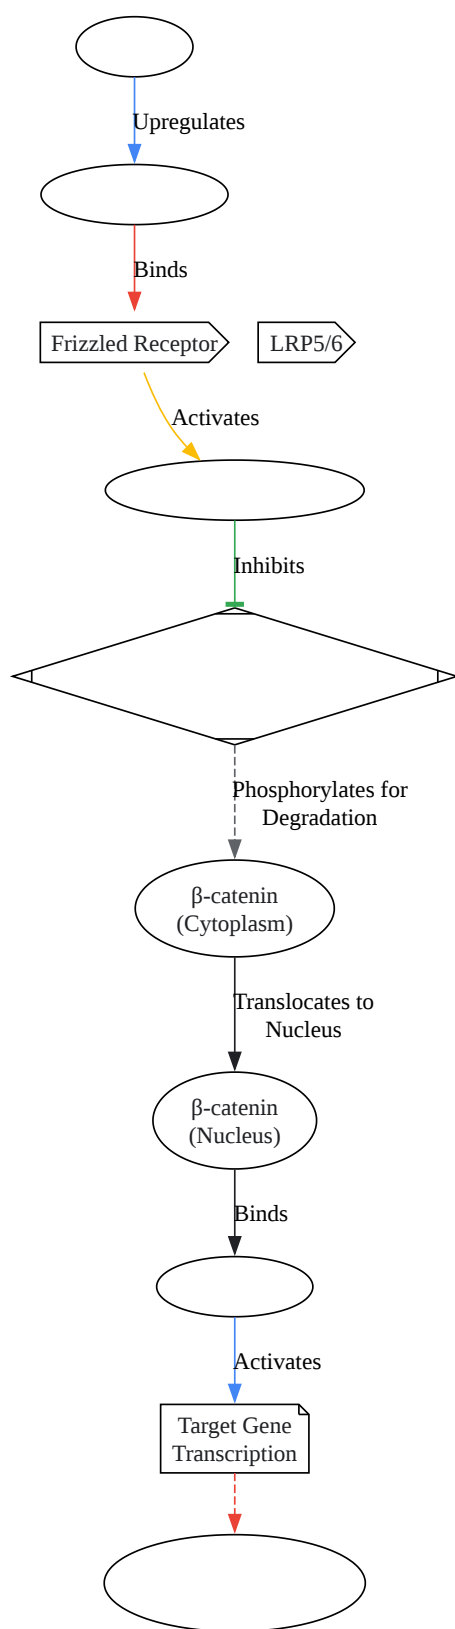 Upregulates
Binds
Frizzled Receptor
LRP5/6
Activates
Inhibits
Phosphorylates for
Degradation
β-catenin
(Cytoplasm)
Translocates to
Nucleus
β-catenin
(Nucleus)
Binds
Activates
Target Gene
Transcription